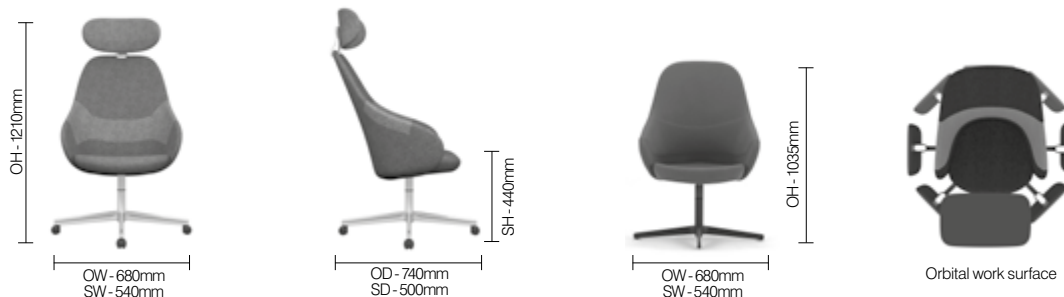 OH - 1210mm
OW - 680mm
SW - 540mm
SH - 440mm
OD - 740mm
SD - 500mm
OW - 680mm
SW - 540mm
OH - 1035mm
Orbital work surface